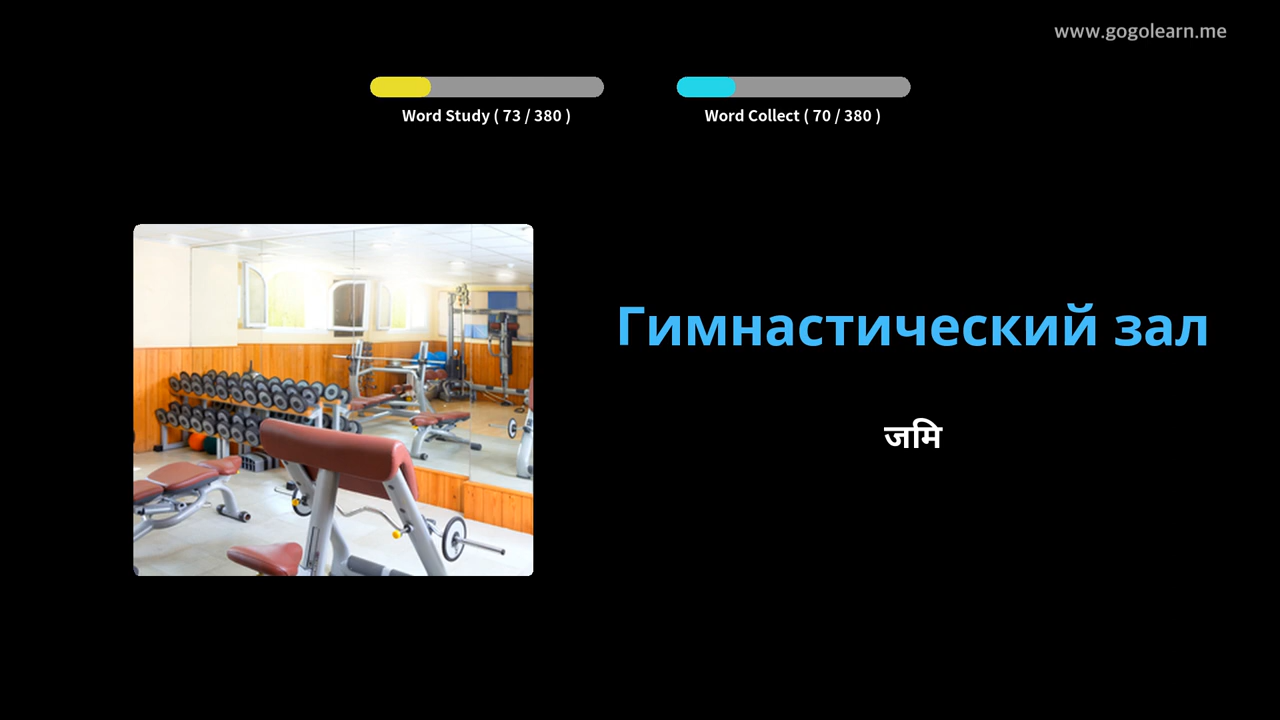 www.gogolearn.me
Word Study ( 73 / 380 )
Word Collect ( 70 / 380 )
Гимнастический зал
जमि